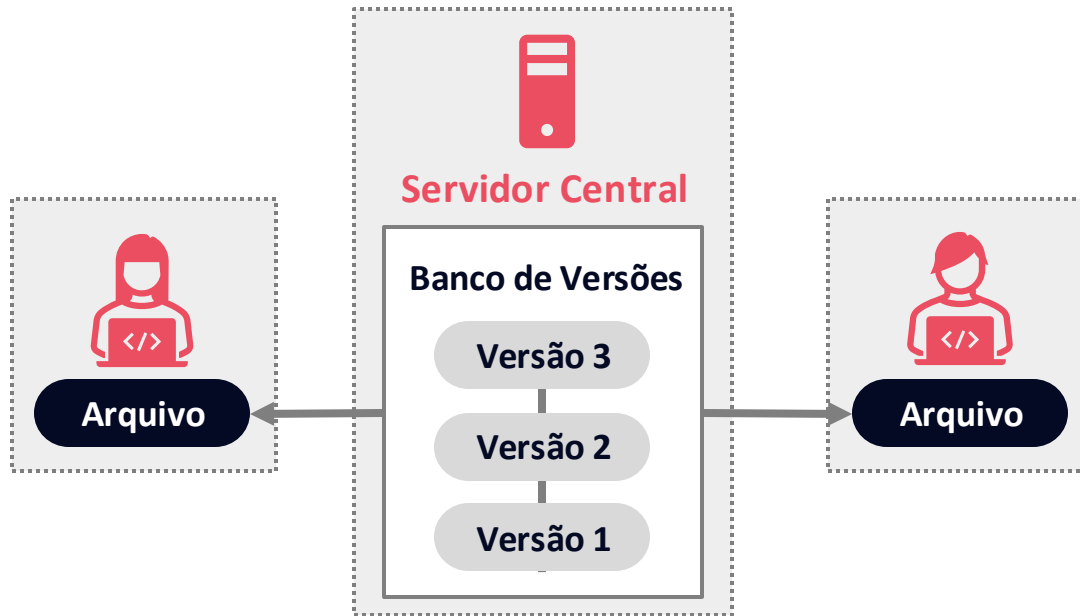 Servidor Central
Banco de Versões
Versão 3
Versão 2
Versão 1
</>
Arquivo
</>
Arquivo